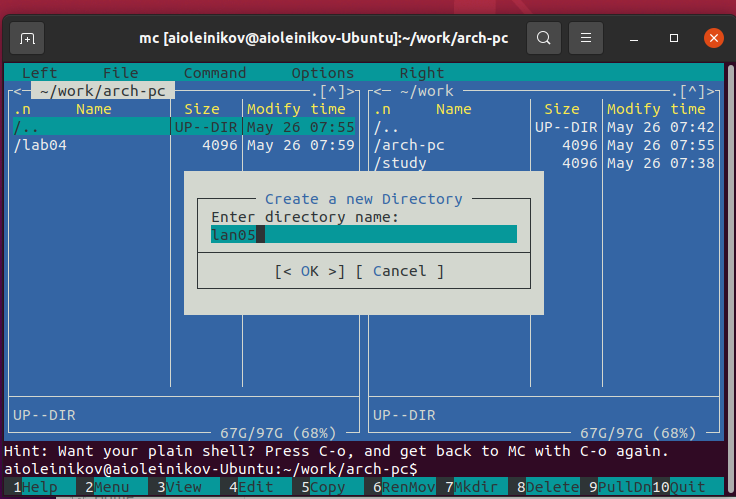 mc [aioleinikov@aioleinikov-Ubuntu]:~/work/arch-pc
Left File Command Options Right
<- ~/work/arch-pc .[^]>
.n Name Size Modify time
/.. UP--DIR May 26 07:55
/lab04 4096 May 26 07:59
UP--DIR
67G/97G (68%)
<- ~/work .[^]>
.n Name Size Modify time
/.. UP--DIR May 26 07:42
/arch-pc 4096 May 26 07:55
/study 4096 May 26 07:38
UP--DIR
67G/97G (68%)
Create a new Directory
Enter directory name:
lan05
[< OK >] [ Cancel ]
Hint: Want your plain shell? Press C-o, and get back to MC with C-o again.
aioleinikov@aioleinikov-Ubuntu:~/work/arch-pc$
1Help 2Menu 3View 4Edit 5Copy 6RenMov 7Mkdir 8Delete 9PullDn 10Quit